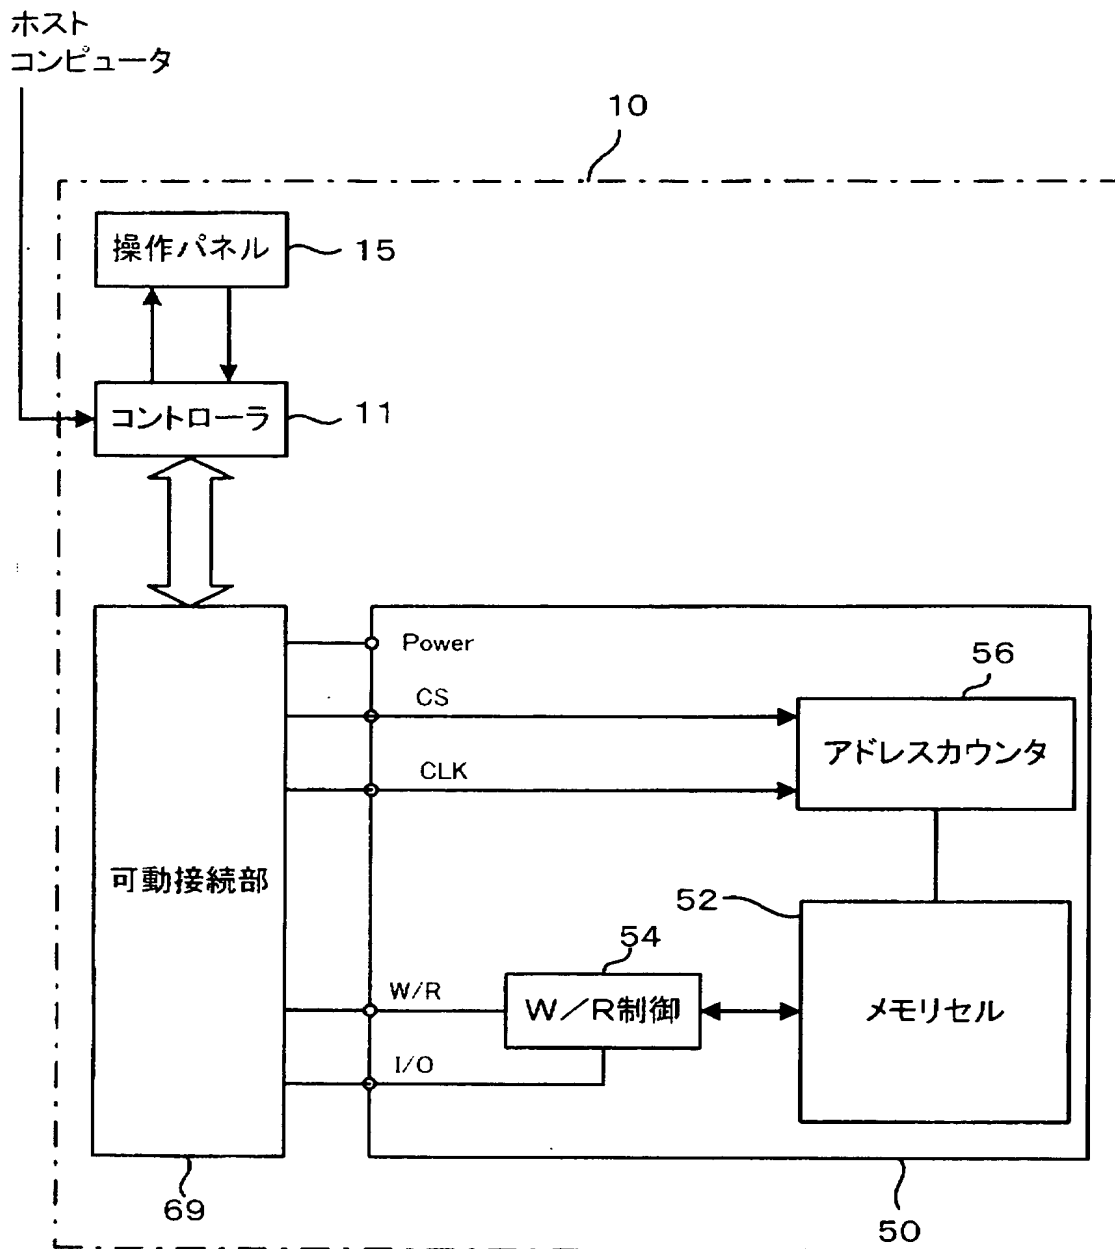 ホスト
コンピュータ
10
操作パネル
15
コントローラ
11
Power
CS
CLK
56
アドレスカウンタ
可動接続部
52
54
W/R
W／R制御
メモリセル
I/O
69
50